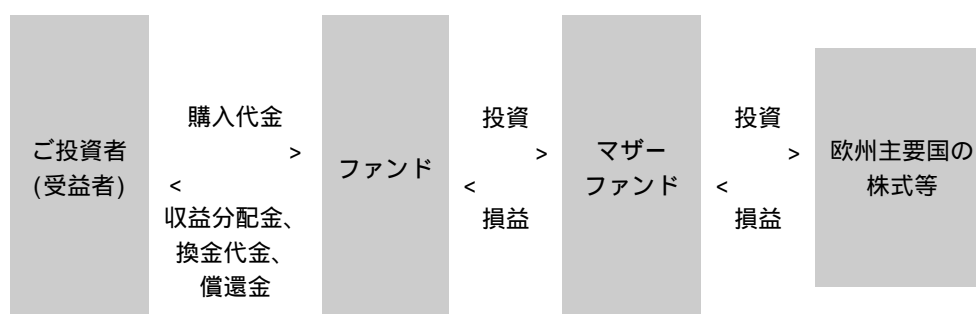 ご投資者
(受益者)
購入代金
>
<
収益分配金、
換金代金、
償還金
ファンド
投資
>
<
損益
マザー
ファンド
投資
>
<
損益
欧州主要国の
株式等